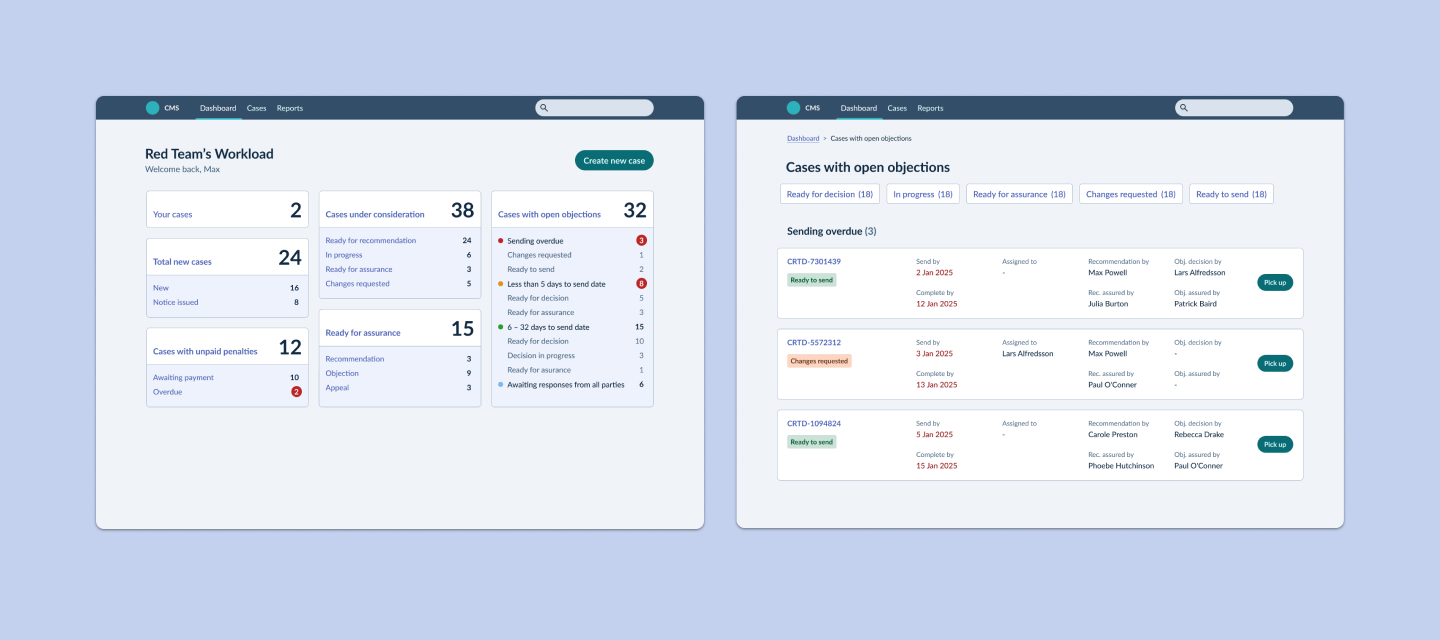 CMS Dashboard Cases Reports
Red Team's Workload
Welcome back, Max
Create new case
Your cases 2
Total new cases 24
New 16
Notice issued 8
Cases with unpaid penalties 12
Awaiting payment 10
Overdue 2
Cases under consideration 38
Ready for recommendation 24
In progress 6
Ready for assurance 3
Changes requested 5
Ready for assurance 15
Recommendation 3
Objection 9
Appeal 3
Cases with open objections 32
Sending overdue 3
Changes requested 1
Ready to send 2
Less than 5 days to send date 8
Ready for decision 5
Ready for assurance 3
6 – 32 days to send date 15
Ready for decision 10
Decision in progress 3
Ready for asurance 1
Awaiting responses from all parties 6
CMS Dashboard Cases Reports
Dashboard > Cases with open objections
Cases with open objections
Ready for decision (18) In progress (18) Ready for assurance (18) Changes requested (18) Ready to send (18)
Sending overdue (3)
CRTD-7301439 Send by Assigned to Recommendation by Obj. decision by
2 Jan 2025 - Max Powell Lars Alfredsson
Ready to send
Pick up
Complete by Rec. assured by Obj. assured by
12 Jan 2025 Julia Burton Patrick Baird
CRTD-5572312 Send by Assigned to Recommendation by Obj. decision by
3 Jan 2025 Lars Alfredsson Max Powell -
Changes requested
Pick up
Complete by Rec. assured by Obj. assured by
13 Jan 2025 Paul O'Conner -
CRTD-1094824 Send by Assigned to Recommendation by Obj. decision by
5 Jan 2025 - Carole Preston Rebecca Drake
Ready to send
Pick up
Complete by Rec. assured by Obj. assured by
15 Jan 2025 Phoebe Hutchinson Paul O'Conner